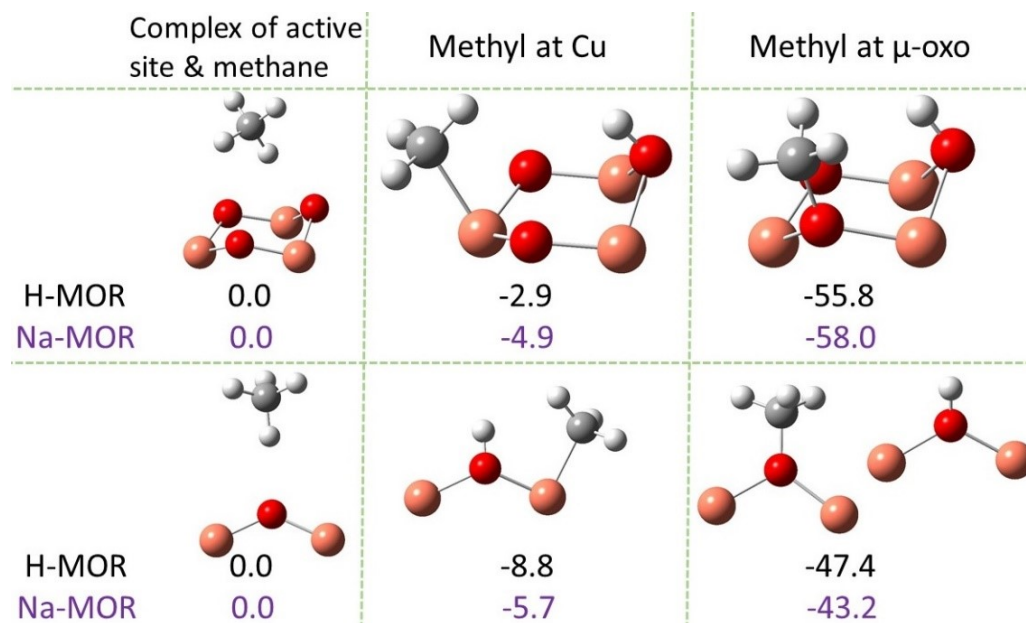 Complex of active
site & methane
Methyl at Cu
Methyl at μ-oxo
H-MOR 0.0 -2.9 -55.8
Na-MOR 0.0 -4.9 -58.0
H-MOR 0.0 -8.8 -47.4
Na-MOR 0.0 -5.7 -43.2